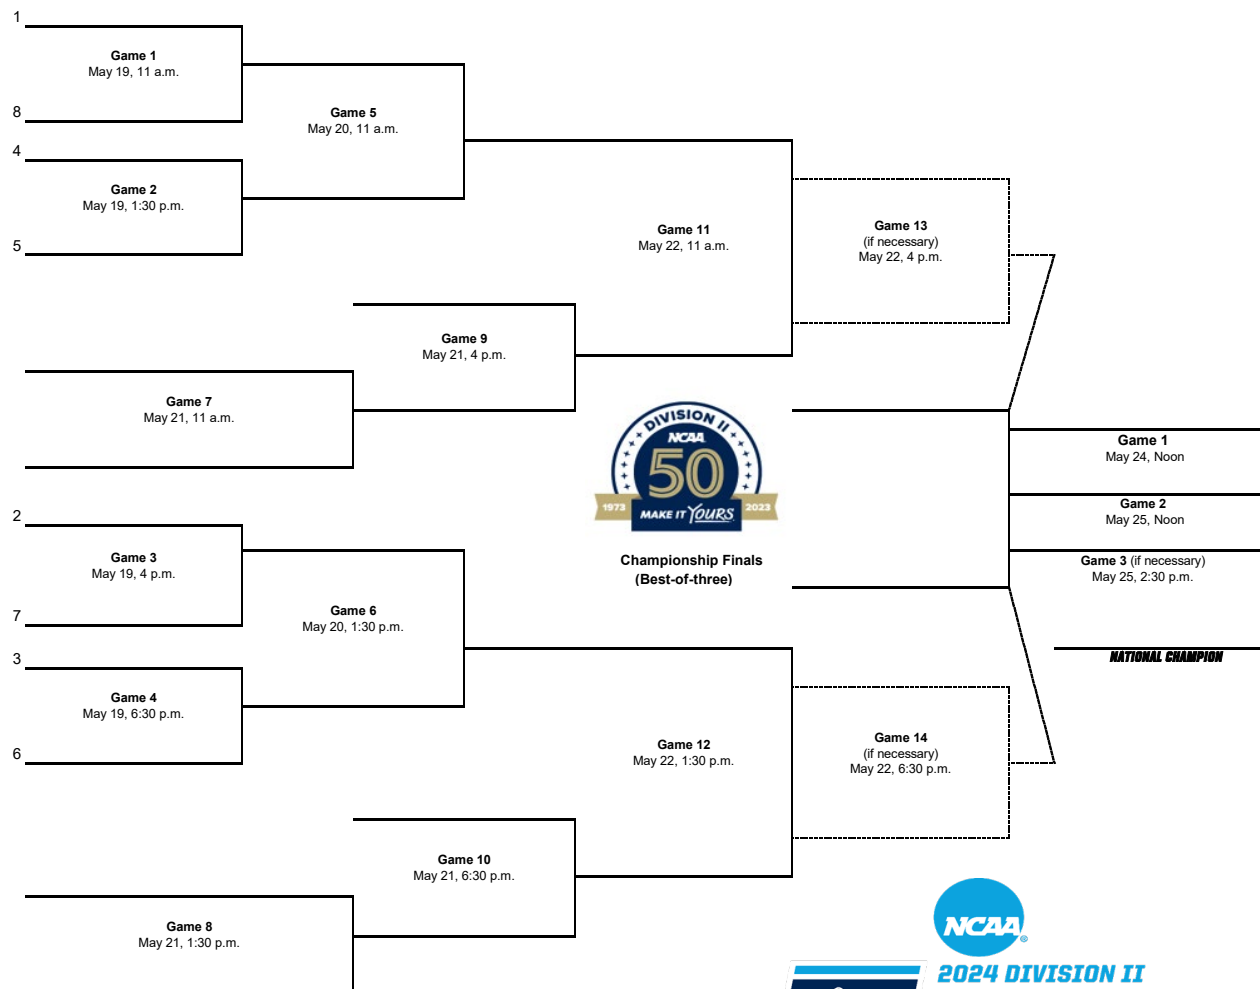 1
Game 1
May 19, 11 a.m.
8
Game 5
May 20, 11 a.m.
4
Game 2
May 19, 1:30 p.m.
5
Game 11
May 22, 11 a.m.
Game 13
(if necessary)
May 22, 4 p.m.
Game 9
May 21, 4 p.m.
Game 7
May 21, 11 a.m.
DIVISION II
NCAA
50
1973
MAKE IT YOURS
2023
Championship Finals
(Best-of-three)
Game 1
May 24, Noon
Game 2
May 25, Noon
Game 3 (if necessary)
May 25, 2:30 p.m.
NATIONAL CHAMPION
2
Game 3
May 19, 4 p.m.
7
Game 6
May 20, 1:30 p.m.
3
Game 4
May 19, 6:30 p.m.
6
Game 12
May 22, 1:30 p.m.
Game 14
(if necessary)
May 22, 6:30 p.m.
Game 10
May 21, 6:30 p.m.
Game 8
May 21, 1:30 p.m.
NCAA®
2024 DIVISION II